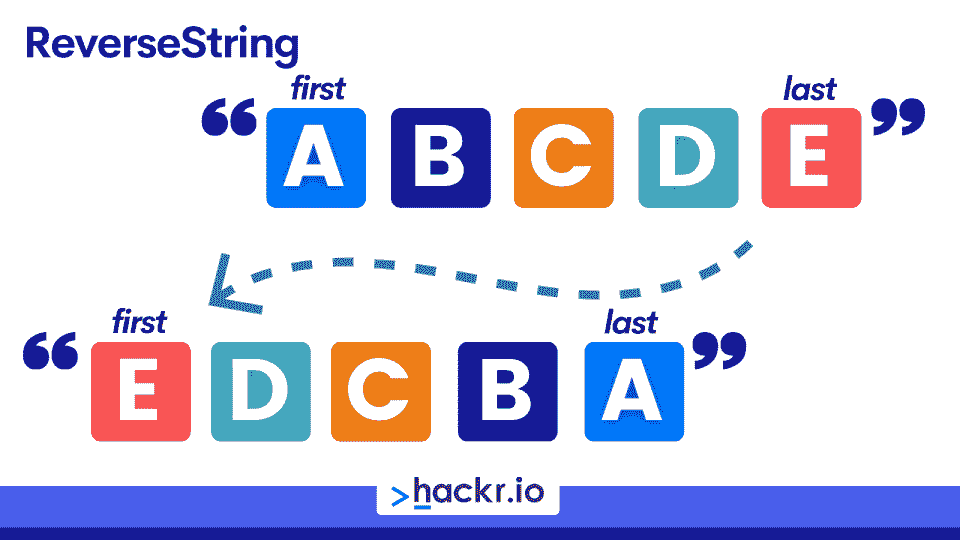 ReverseString
first last
“ A B C D E ”
first last
“ E D C B A ”
>hackr.io